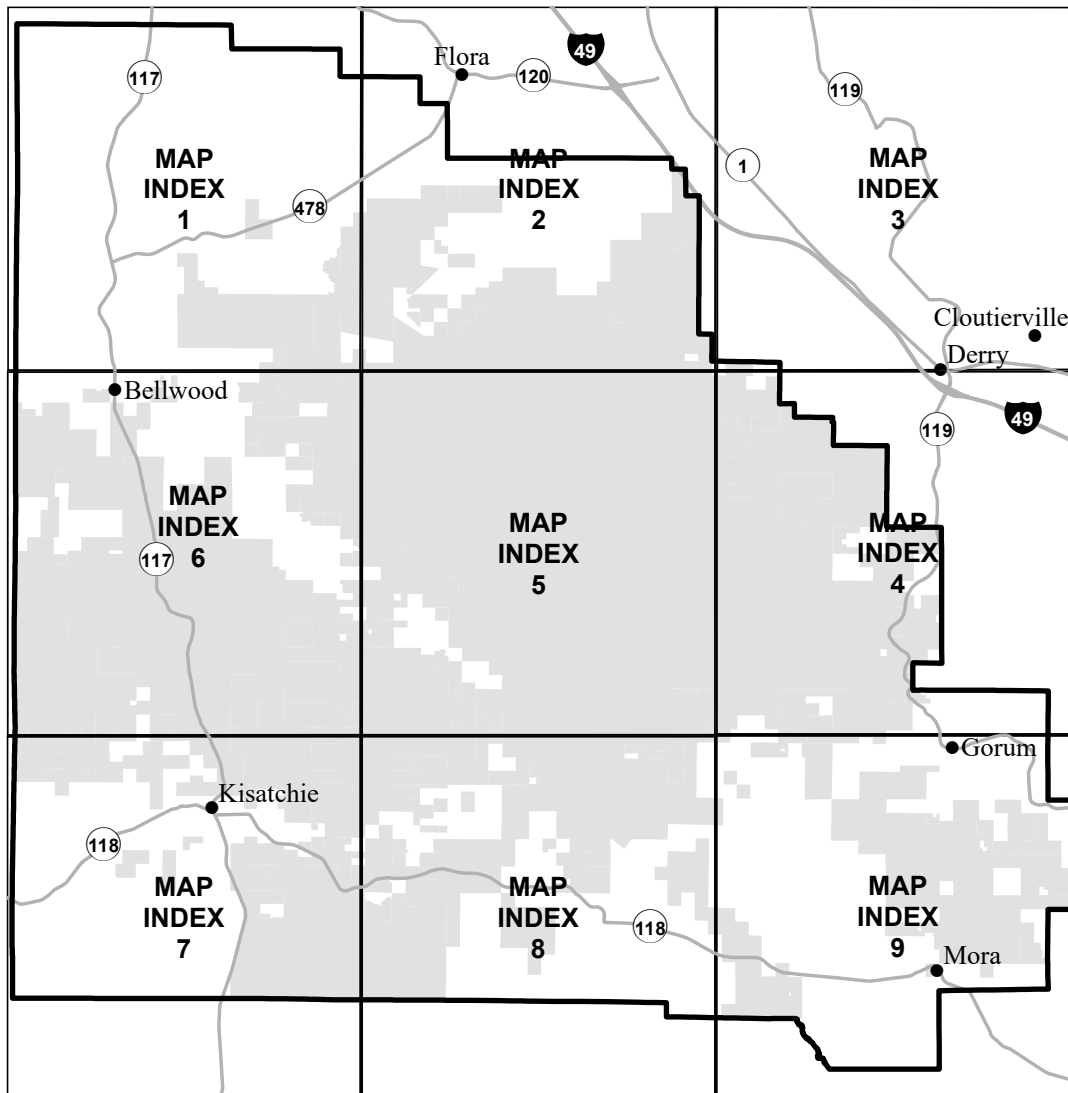 49
Flora
117
120
119
MAP
INDEX
1
MAP
INDEX
2
1
MAP
INDEX
3
478
Cloutierville
Derry
Bellwood
49
119
MAP
INDEX
6
MAP
INDEX
5
MAP
INDEX
4
117
Gorum
Kisatchie
118
MAP
INDEX
7
MAP
INDEX
8
MAP
INDEX
9
118
Mora